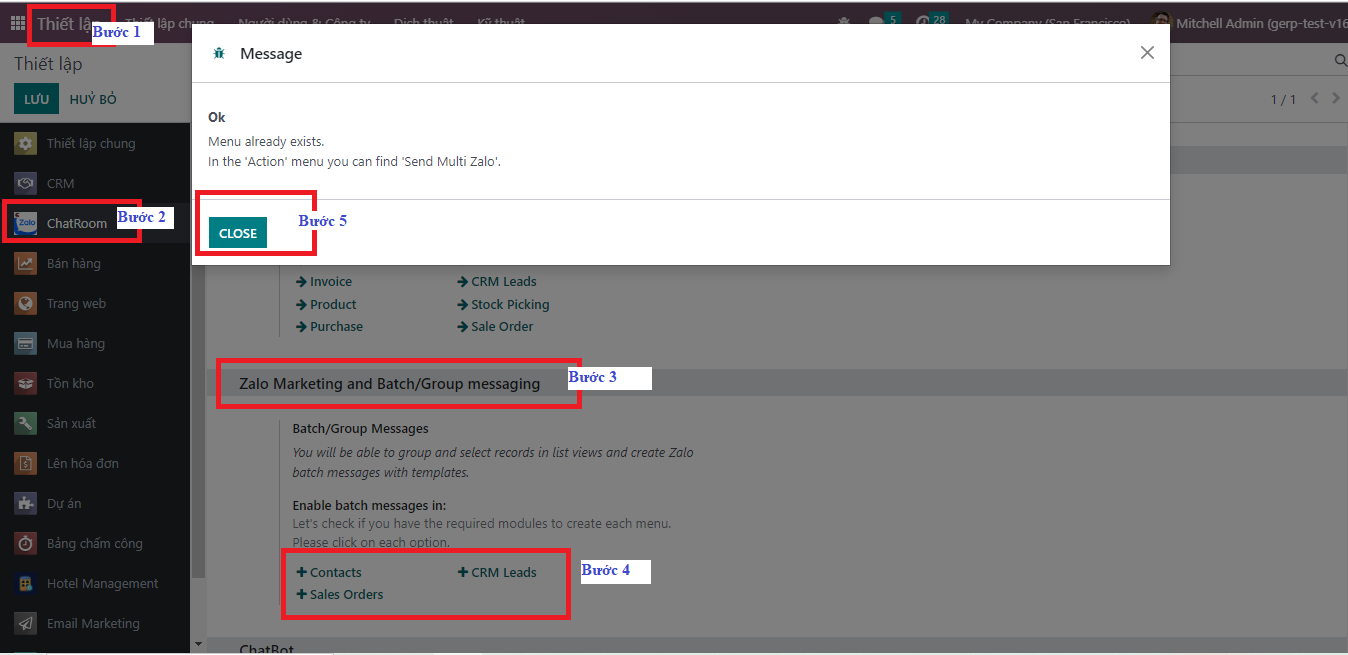 Thiết lập
Bước 1
Thiết lập chung
Người dùng & Công ty
Dịch thuật
Kỹ thuật
5
28
My Company (San Francisco)
Mitchell Admin (gerp-test-v16
Thiết lập
LƯU
HUỶ BỎ
1 / 1
Message
Ok
Menu already exists.
In the 'Action' menu you can find 'Send Multi Zalo'.
CLOSE
Bước 5
Thiết lập chung
CRM
Zalo
ChatRoom
Bước 2
Bán hàng
Trang web
Mua hàng
Tồn kho
Sản xuất
Lên hóa đơn
Dự án
Bảng chấm công
Hotel Management
Email Marketing
Invoice
CRM Leads
Product
Stock Picking
Purchase
Sale Order
Zalo Marketing and Batch/Group messaging
Bước 3
Batch/Group Messages
You will be able to group and select records in list views and create Zalo
batch messages with templates.
Enable batch messages in:
Let's check if you have the required modules to create each menu.
Please click on each option.
Contacts
CRM Leads
Sales Orders
Bước 4
ChatBot